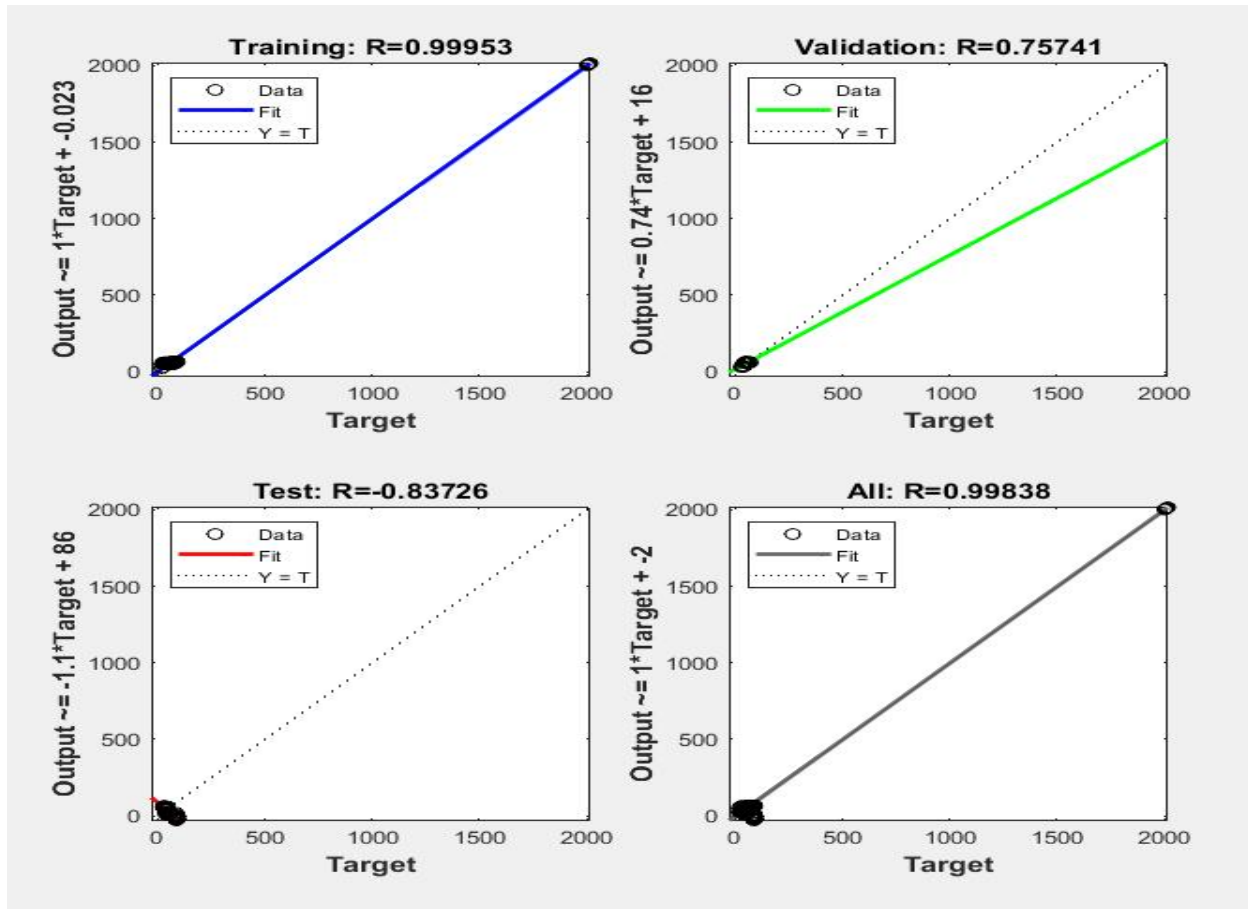 Training: R=0.99953
Output ~= 1*Target + -0.023
2000
1500
1000
500
0
Data
Fit
Y = T
0 500 1000 1500 2000
Target
Validation: R=0.75741
Output ~= 0.74*Target + 16
2000
1500
1000
500
0
Data
Fit
Y = T
0 500 1000 1500 2000
Target
Test: R=-0.83726
Output ~= -1.1*Target + 86
2000
1500
1000
500
0
Data
Fit
Y = T
0 500 1000 1500 2000
Target
All: R=0.99838
Output ~= 1*Target + -2
2000
1500
1000
500
0
Data
Fit
Y = T
0 500 1000 1500 2000
Target